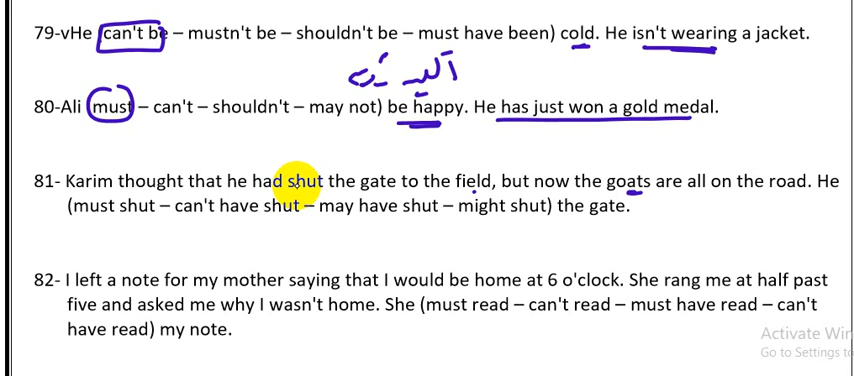 79-vHe (can't be – mustn't be – shouldn't be – must have been) cold. He isn't wearing a jacket.
80-Ali (must – can't – shouldn't – may not) be happy. He has just won a gold medal.
81- Karim thought that he had shut the gate to the field, but now the goats are all on the road. He
(must shut – can't have shut – may have shut – might shut) the gate.
82- I left a note for my mother saying that I would be home at 6 o'clock. She rang me at half past
five and asked me why I wasn't home. She (must read – can't read – must have read – can't
have read) my note.
Activate Win
Go to Settings to